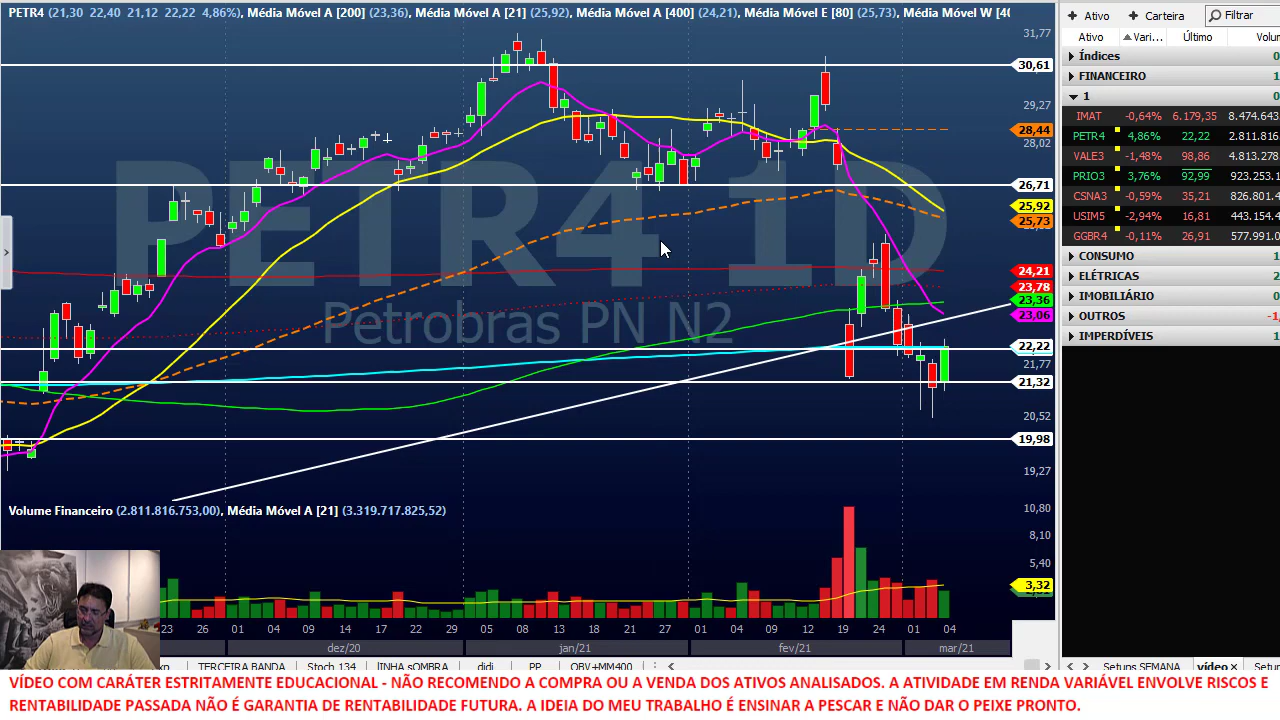 PETR4 (21,30 22,40 21,12 22,22 4,86%), Média Móvel A [200] (23,36), Média Móvel A [21] (25,92), Média Móvel A [400] (24,21), Média Móvel E [80] (25,73), Média Móvel W [40
PETR4 1D
Petrobras PN N2
31,77
30,61
29,27
28,44
28,02
26,71
25,92
25,73
24,21
23,78
23,36
23,06
22,22
21,77
21,32
20,52
19,98
19,27
Volume Financeiro (2.811.816.753,00), Média Móvel A [21] (3.319.717.825,52)
10,80
8,10
5,40
3,32
23 26 01 04 09 14 17 22 29 05 08 13 18 21 27 01 04 09 12 19 24 01 04
dez/20 jan/21 fev/21 mar/21
TERCEIRA BANDA Stoch 134 lINHA sOMBRA didi PP OBV+MM400
Ativo Carteira Filtrar
Ativo Vari... Último Volu
Índices 0
FINANCEIRO 1
1 0
IMAT -0,64% 6.179,35 8.474.643
PETR4 4,86% 22,22 2.811.816
VALE3 -1,48% 98,86 4.813.278
PRIO3 3,76% 92,99 923.253.1
CSNA3 -0,59% 35,21 826.801.4
USIM5 -2,94% 16,81 443.154.4
GGBR4 -0,11% 26,91 577.991.0
CONSUMO 1
ELÉTRICAS 0
IMOBILIÁRIO 0
OUTROS -1,
IMPERDÍVEIS 1
Setups SEMANA vídeo Setu
VÍDEO COM CARÁTER ESTRITAMENTE EDUCACIONAL - NÃO RECOMENDO A COMPRA OU A VENDA DOS ATIVOS ANALISADOS. A ATIVIDADE EM RENDA VARIÁVEL ENVOLVE RISCOS E
RENTABILIDADE PASSADA NÃO É GARANTIA DE RENTABILIDADE FUTURA. A IDEIA DO MEU TRABALHO É ENSINAR A PESCAR E NÃO DAR O PEIXE PRONTO.